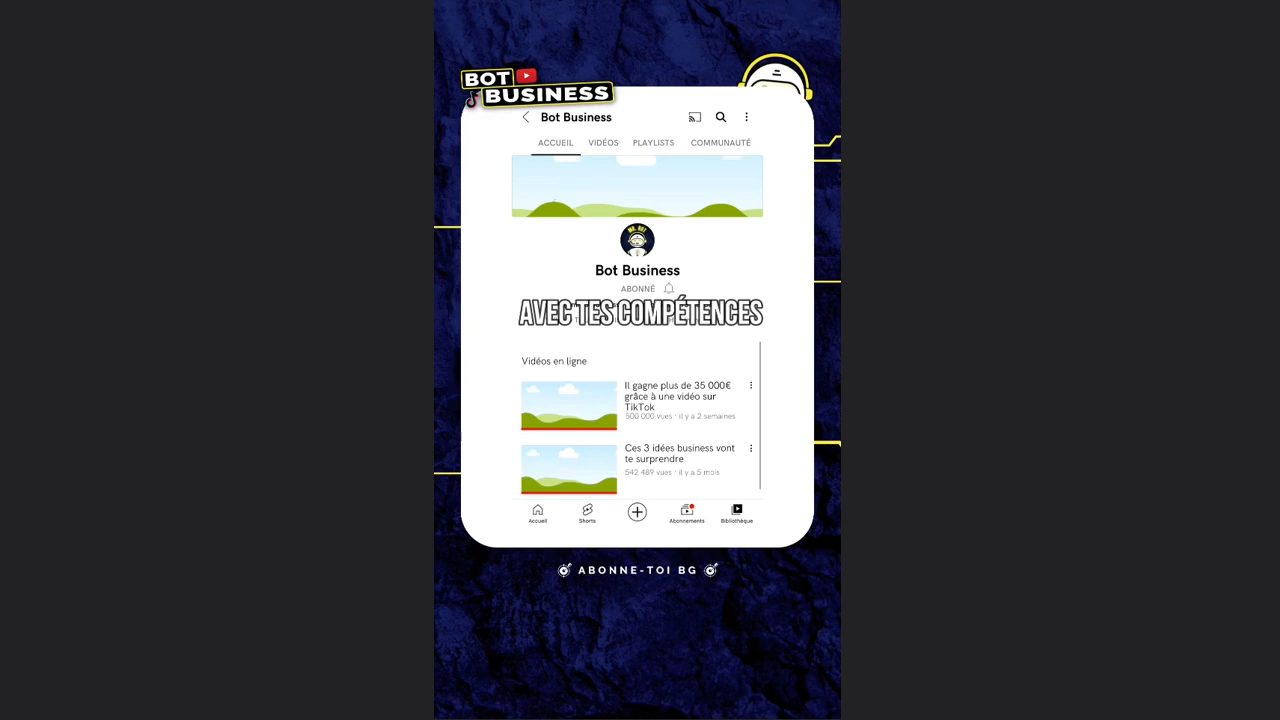 BOT
BUSINESS
Bot Business
ACCUEIL VIDÉOS PLAYLISTS COMMUNAUTÉ
MR. BOT
Bot Business
ABONNÉ
AVEC TES COMPÉTENCES
Vidéos en ligne
Il gagne plus de 35 000€
grâce à une vidéo sur
TikTok
500 000 vues · il y a 2 semaines
Ces 3 idées business vont
te surprendre
542 489 vues · il y a 5 mois
Accueil Shorts Abonnements Bibliothèque
ABONNE-TOI BG